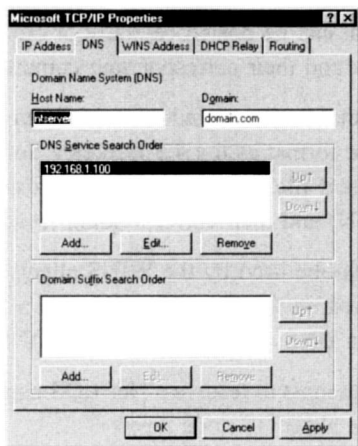 Microsoft TCP/IP Properties ? X
IP Address DNS WINS Address DHCP Relay Routing
Domain Name System (DNS)
Host Name: Domain:
ntserver domain.com
DNS Service Search Order
192.168.1.100
Up↑
Down↓
Add... Edit... Remove
Domain Suffix Search Order
Up↑
Down↓
Add... Edit... Remove
OK Cancel Apply